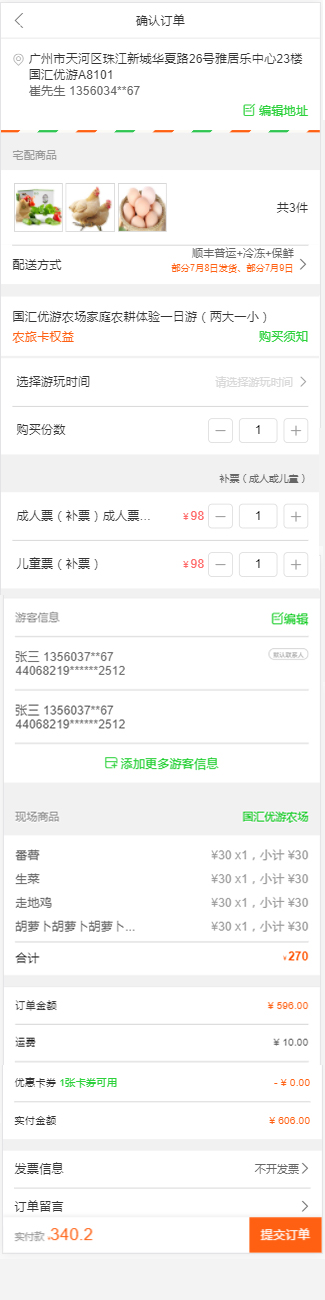 确认订单
广州市天河区珠江新城华夏路26号雅居乐中心23楼
国汇优游A8101
崔先生 1356034**67
编辑地址
宅配商品
共3件
顺丰普运+冷冻+保鲜
配送方式
部分7月8日发货、部分7月9日
国汇优游农场家庭农耕体验一日游（两大一小）
农旅卡权益 购买须知
选择游玩时间 请选择游玩时间
购买份数 1
补票（成人或儿童）
成人票（补票）成人票... ¥98 1
儿童票（补票） ¥98 1
游客信息 编辑
张三 1356037**67 默认联系人
44068219******2512
张三 1356037**67
44068219******2512
添加更多游客信息
现场商品 国汇优游农场
番薯 ¥30 x1，小计 ¥30
生菜 ¥30 x1，小计 ¥30
走地鸡 ¥30 x1，小计 ¥30
胡萝卜胡萝卜胡萝卜... ¥30 x1，小计 ¥30
合计 ¥270
订单金额 ¥ 596.00
运费 ¥ 10.00
优惠卡券 1张卡券可用 - ¥ 0.00
实付金额 ¥ 606.00
发票信息 不开发票
订单留言
实付款 ¥340.2 提交订单